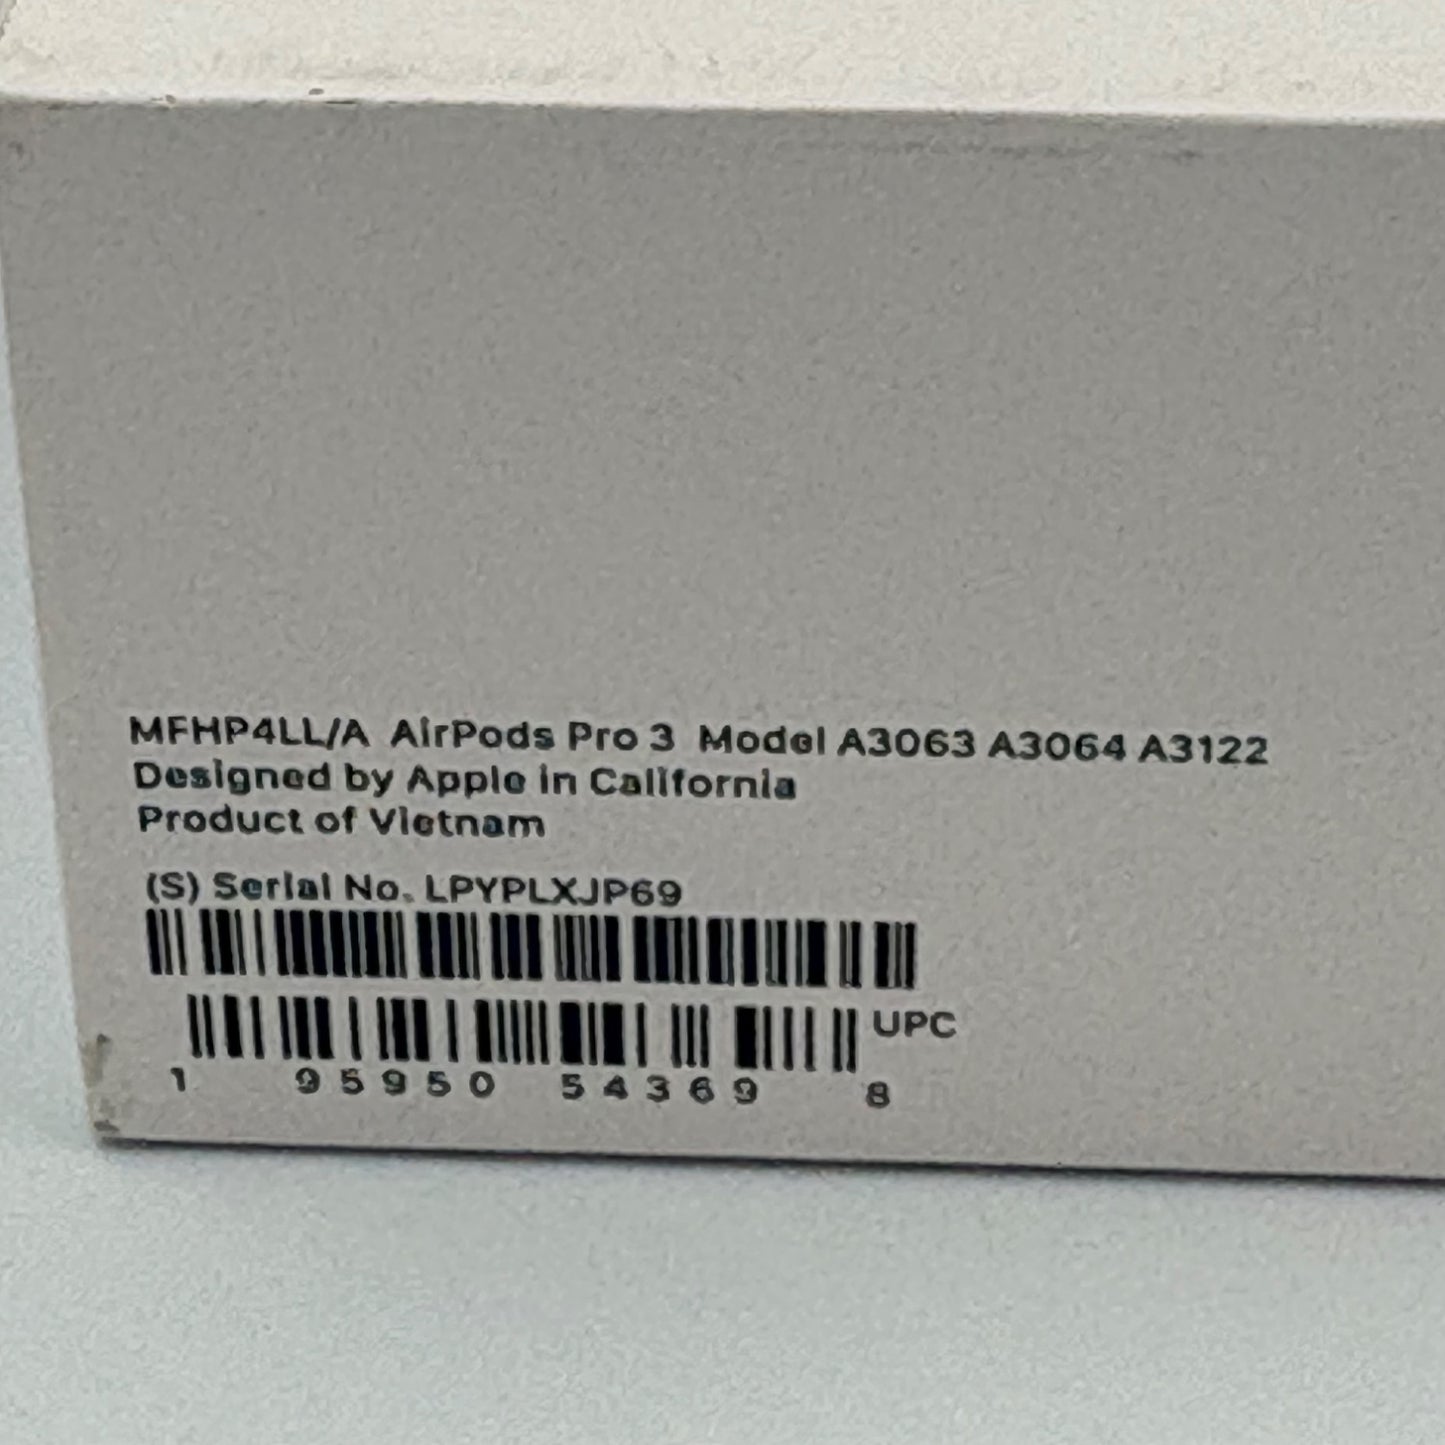 MFHP4LL/A AirPods Pro 3 Model A3063 A3064 A3122
Designed by Apple in California
Product of Vietnam
(S) Serial No. LPYPLXJP69
UPC
1 95950 54369 8